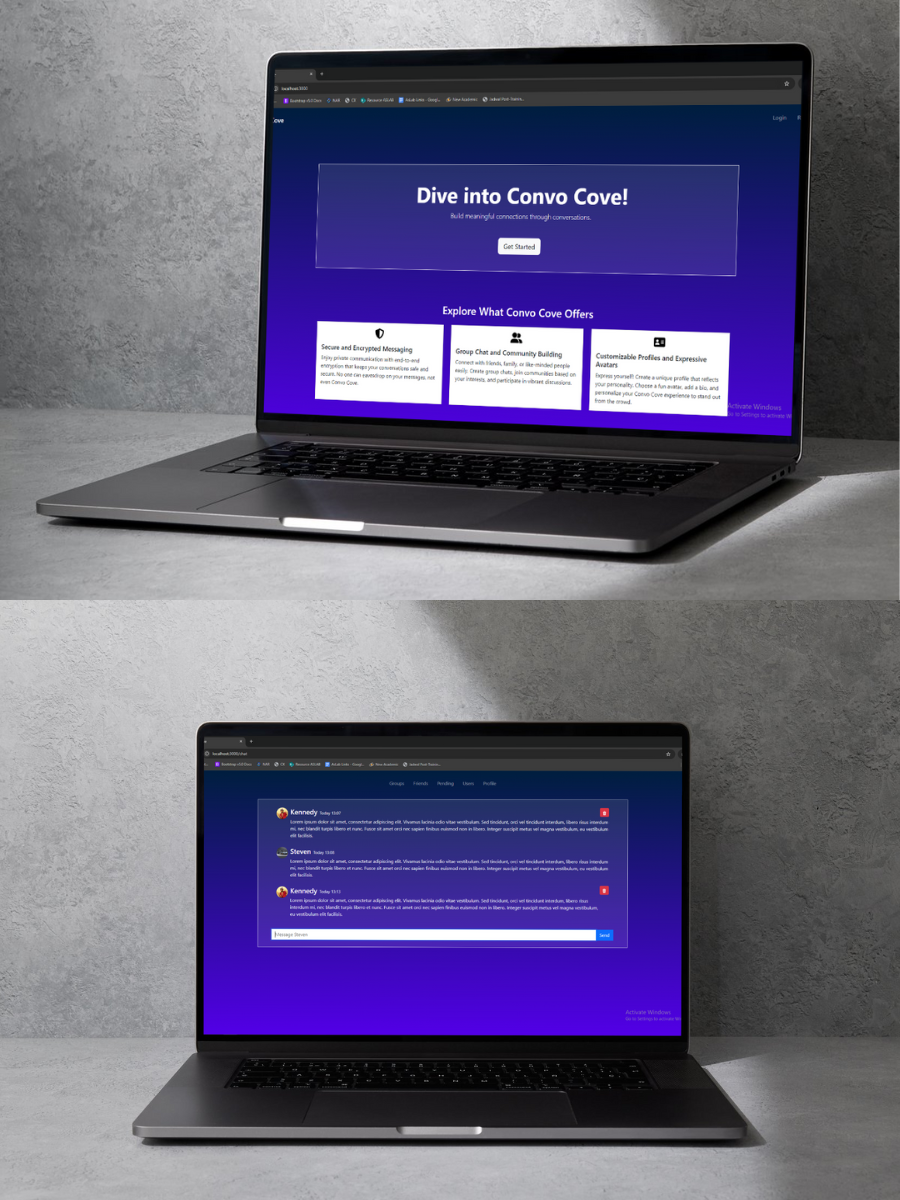 localhost:3000
Bootstrap v5.0 Docs
Resource ASLAB
AsLab Links - Googl...
New Academic
Cove
Login
Dive into Convo Cove!
Build meaningful connections through conversations.
Get Started
Explore What Convo Cove Offers
Secure and Encrypted Messaging
Enjoy private communication with end-to-end
encryption that keeps your conversations safe and
secure. No one can eavesdrop on your messages, not
even Convo Cove.
Group Chat and Community Building
Connect with friends, family, or like-minded people
easily. Create group chats, join communities based on
your interests, and participate in vibrant discussions.
Customizable Profiles and Expressive
Avatars
Express yourself! Create a unique profile that reflects
your personality. Choose a fun avatar, add a bio, and
personalize your Convo Cove experience to stand out
from the crowd.
Activate Windows
Go to Settings to activate W
Groups Friends Pending Users Profile
Kennedy Today 15:07
Lorem ipsum dolor sit amet, consectetur adipiscing elit. Vivamus lacinia odio vitae vestibulum. Sed tincidunt, orci vel tincidunt interdum, libero risus interdum
mi, nec blandit turpis libero et nunc. Fusce sit amet orci nec sapien finibus euismod non in libero. Integer suscipit metus vel magna vestibulum, eu vestibulum
elit facilisis.
Steven Today 15:08
Lorem ipsum dolor sit amet, consectetur adipiscing elit. Vivamus lacinia odio vitae vestibulum. Sed tincidunt, orci vel tincidunt interdum, libero risus interdum
mi, nec blandit turpis libero et nunc. Fusce sit amet orci nec sapien finibus euismod non in libero. Integer suscipit metus vel magna vestibulum, eu vestibulum
elit facilisis.
Kennedy Today 15:12
Lorem ipsum dolor sit amet, consectetur adipiscing elit. Vivamus lacinia odio vitae vestibulum. Sed tincidunt, orci vel tincidunt interdum, libero risus
interdum mi, nec blandit turpis libero et nunc. Fusce sit amet orci nec sapien finibus euismod non in libero. Integer suscipit metus vel magna vestibulum,
eu vestibulum elit facilisis.
Message Steven
Send
Activate Windows
Go to Settings to activate Wi